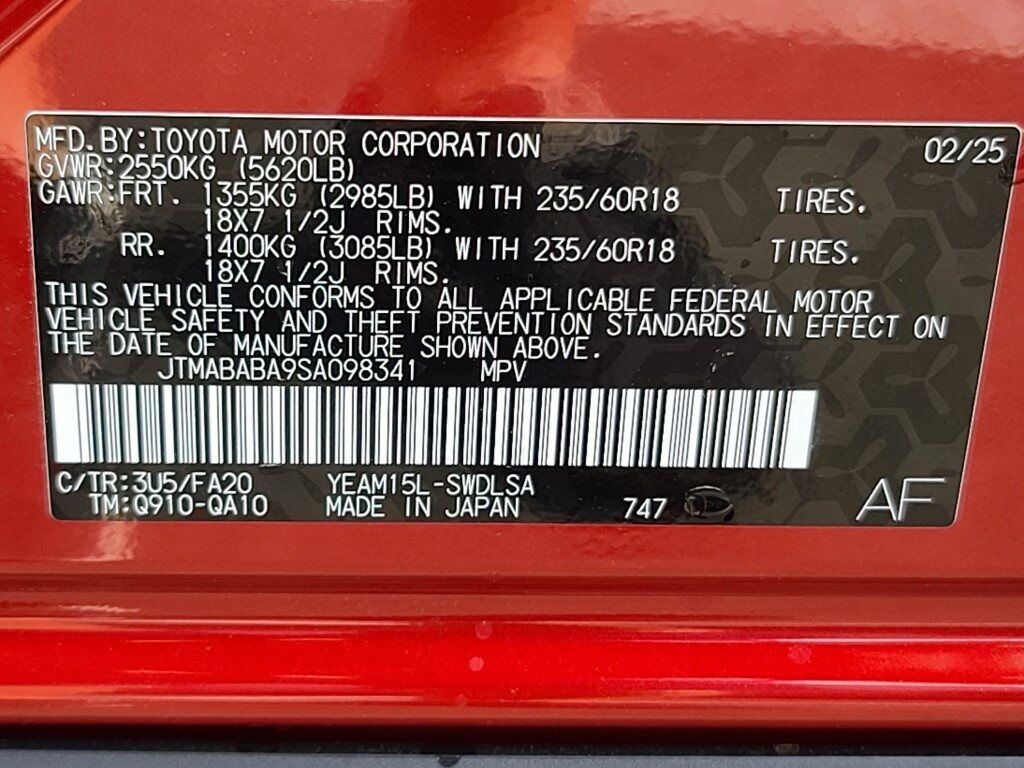 MFD.BY:TOYOTA MOTOR CORPORATION 02/25
GVWR:2550KG (5620LB)
GAWR:FRT. 1355KG (2985LB) WITH 235/60R18 TIRES.
18X7 1/2J RIMS.
RR. 1400KG (3085LB) WITH 235/60R18 TIRES.
18X7 1/2J RIMS.
THIS VEHICLE CONFORMS TO ALL APPLICABLE FEDERAL MOTOR
VEHICLE SAFETY AND THEFT PREVENTION STANDARDS IN EFFECT ON
THE DATE OF MANUFACTURE SHOWN ABOVE.
JTMABABA9SA098341 MPV
C/TR:3U5/FA20 YEAM15L-SWDLSA
TM:Q910-QA10 MADE IN JAPAN 747 AF